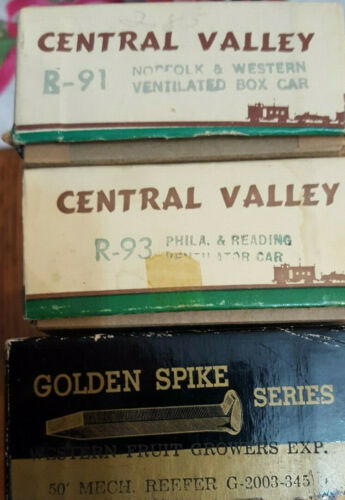 2.85
CENTRAL VALLEY
R-91 NORFOLK & WESTERN
VENTILATED BOX CAR
CENTRAL VALLEY
R-93 PHILA. & READING
VENTILATOR CAR
GOLDEN SPIKE
SERIES
WESTERN FRUIT GROWERS EXP.
50' MECH. REEFER G-2003-345